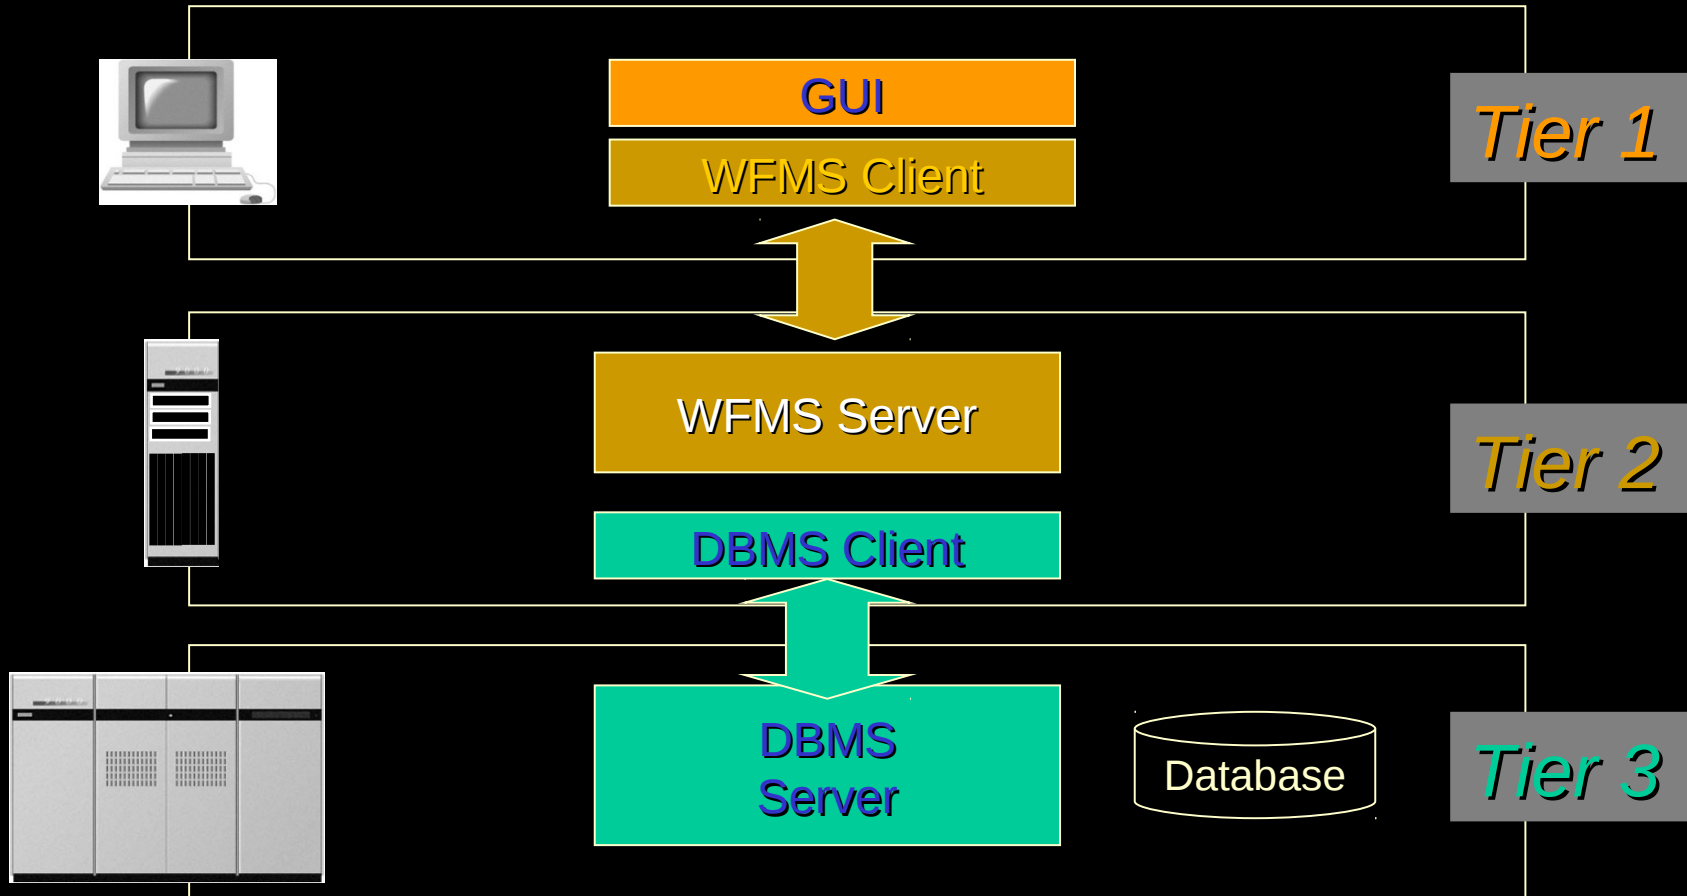 GUI
Tier 1
WFMS Client
WFMS Server
Tier 2
DBMS Client
DBMS
Server
Database
Tier 3